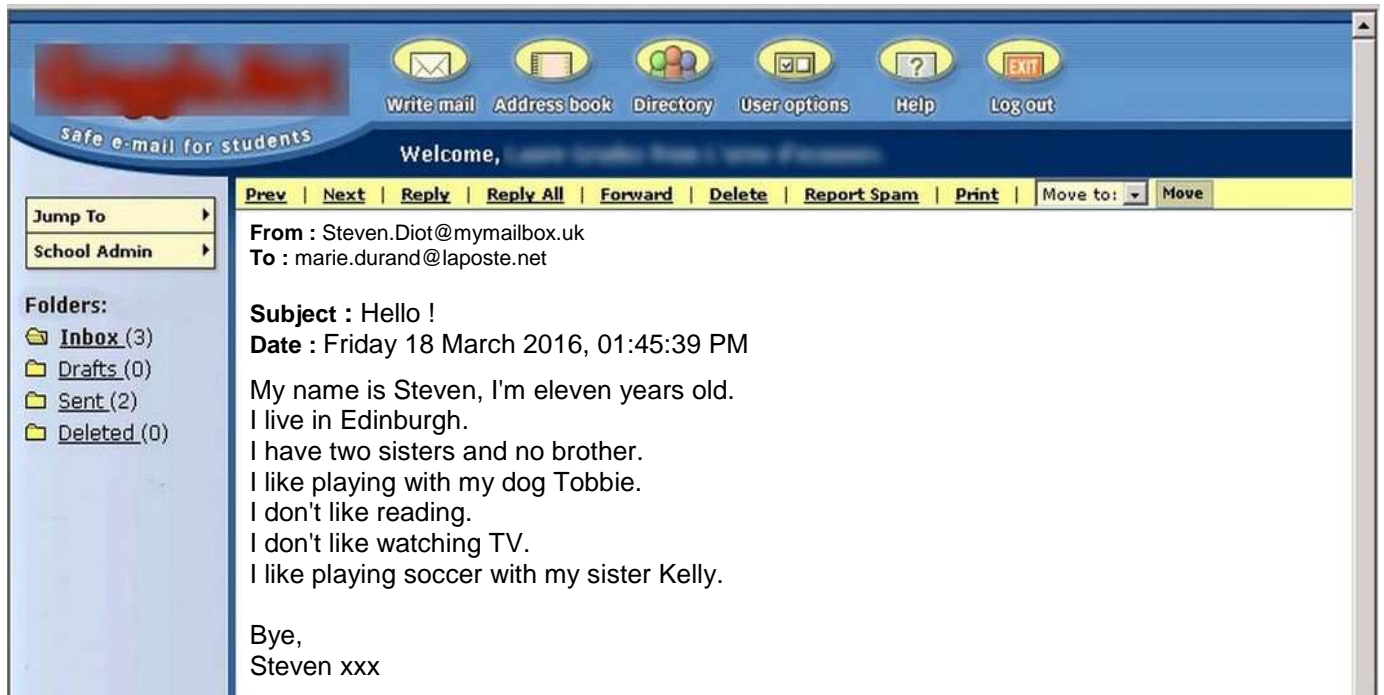 Write mail Address book Directory User options Help EXIT Log out
safe e-mail for students
Welcome,
Prev | Next | Reply | Reply All | Forward | Delete | Report Spam | Print | Move to: Move
Jump To
School Admin
Folders:
Inbox (3)
Drafts (0)
Sent (2)
Deleted (0)
From : Steven.Diot@mymailbox.uk
To : marie.durand@laposte.net
Subject : Hello !
Date : Friday 18 March 2016, 01:45:39 PM
My name is Steven, I'm eleven years old.
I live in Edinburgh.
I have two sisters and no brother.
I like playing with my dog Tobbie.
I don't like reading.
I don't like watching TV.
I like playing soccer with my sister Kelly.
Bye,
Steven xxx